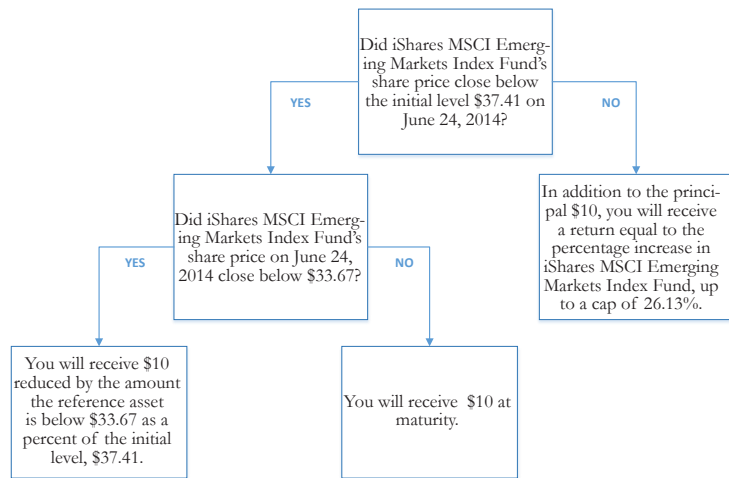 Did iShares MSCI Emerg-
ing Markets Index Fund's
share price close below
the initial level $37.41 on
June 24, 2014?
YES
NO
Did iShares MSCI Emerg-
ing Markets Index Fund's
share price on June 24,
2014 close below $33.67?
In addition to the princi-
pal $10, you will receive
a return equal to the
percentage increase in
iShares MSCI Emerging
Markets Index Fund, up
to a cap of 26.13%.
YES
NO
You will receive $10
reduced by the amount
the reference asset
is below $33.67 as a
percent of the initial
level, $37.41.
You will receive $10 at
maturity.